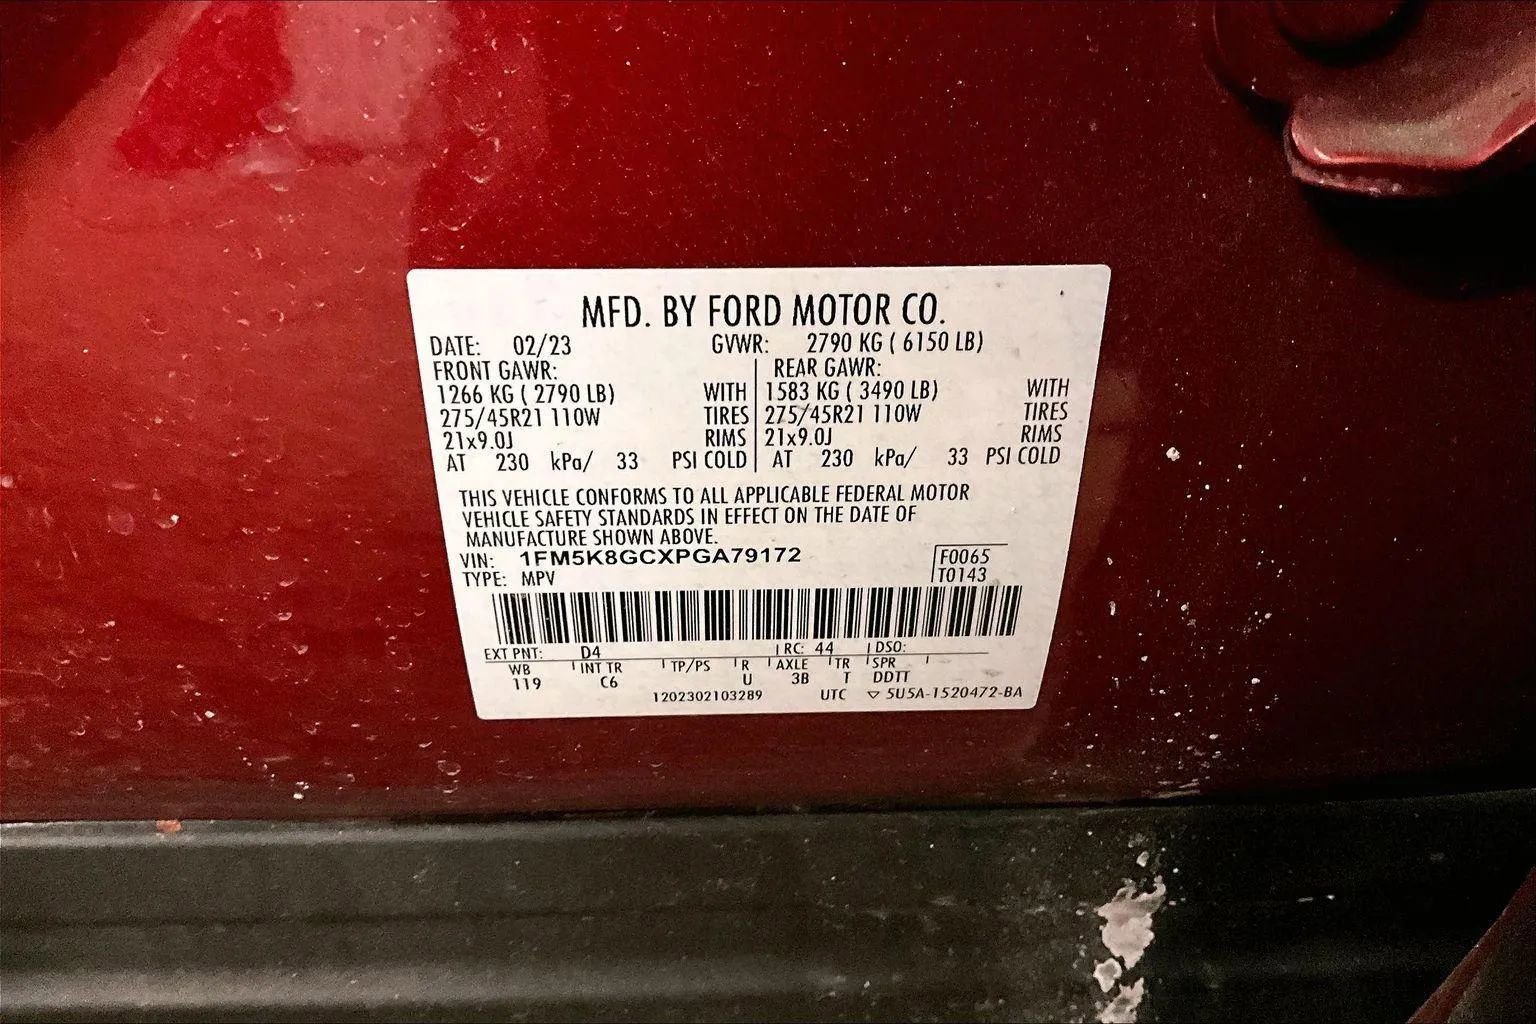 MFD. BY FORD MOTOR CO.
DATE: 02/23 GVWR: 2790 KG ( 6150 LB)
FRONT GAWR: REAR GAWR:
1266 KG ( 2790 LB) WITH 1583 KG ( 3490 LB) WITH
275/45R21 110W TIRES 275/45R21 110W TIRES
21x9.0J RIMS 21x9.0J RIMS
AT 230 kPa/ 33 PSI COLD AT 230 kPa/ 33 PSI COLD
THIS VEHICLE CONFORMS TO ALL APPLICABLE FEDERAL MOTOR
VEHICLE SAFETY STANDARDS IN EFFECT ON THE DATE OF
MANUFACTURE SHOWN ABOVE.
VIN: 1FM5K8GCXPGA79172 F0065
TYPE: MPV T0143
EXT PNT: D4 RC: 44 DSO:
WB INT TR TP/PS R AXLE TR SPR
119 C6 U 3B T DDTT
1202302103289 UTC ▽ 5U5A-1520472-BA